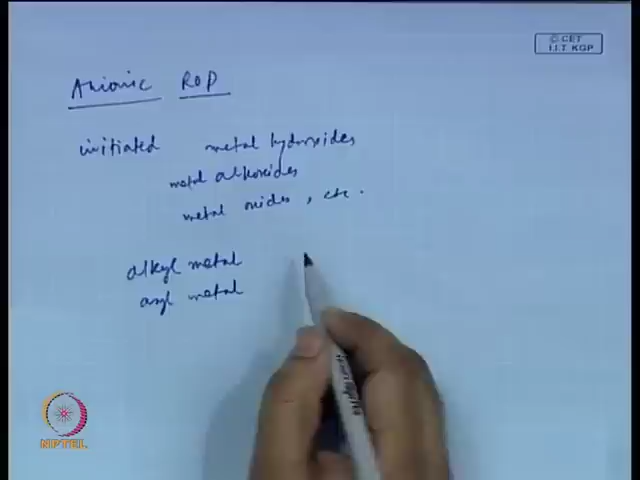 © CET
I.I.T. KGP
Anionic ROP
initiated metal hydroxides
metal alkoxides
metal oxides, etc.
alkyl metal
aryl metal
NPTEL